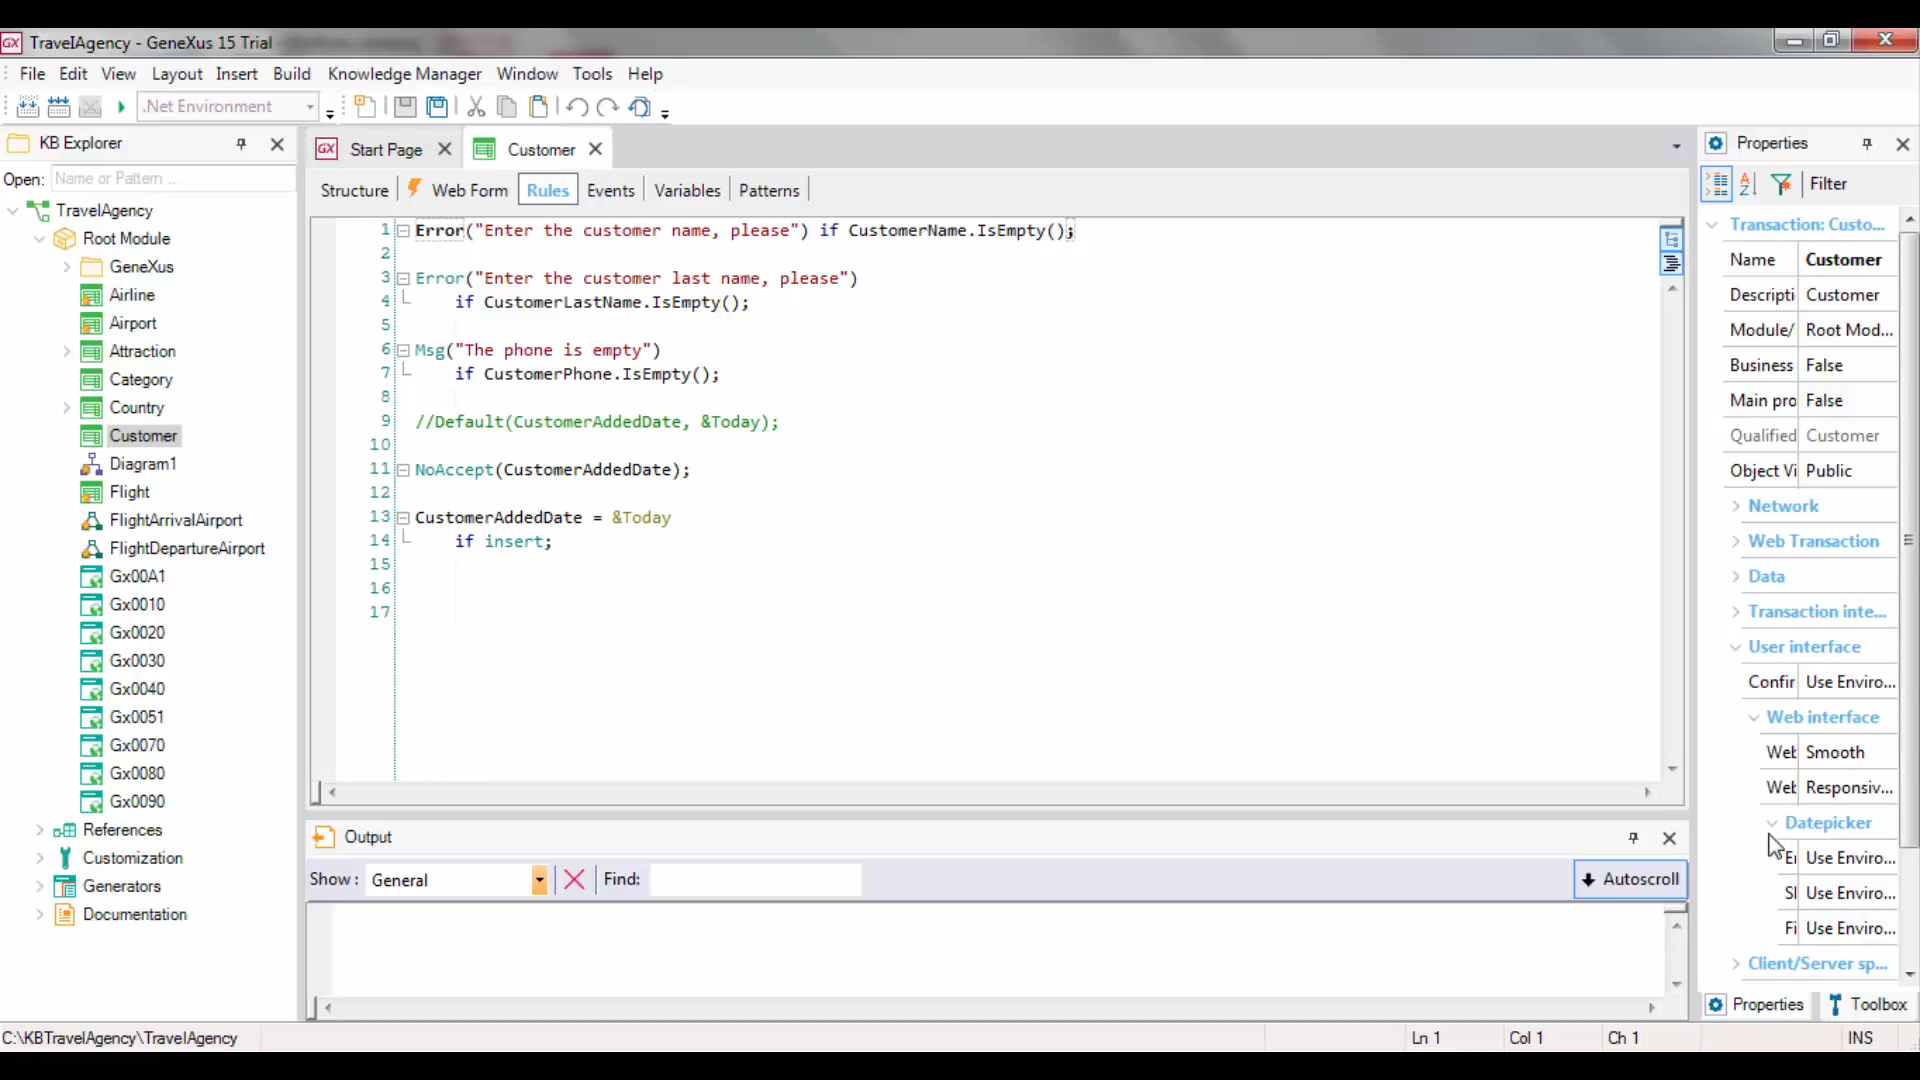 TravelAgency - GeneXus 15 Trial
File Edit View Layout Insert Build Knowledge Manager Window Tools Help
.Net Environment
KB Explorer
Open: Name or Pattern ...
TravelAgency
Root Module
GeneXus
Airline
Airport
Attraction
Category
Country
Customer
Diagram1
Flight
FlightArrivalAirport
FlightDepartureAirport
Gx00A1
Gx0010
Gx0020
Gx0030
Gx0040
Gx0051
Gx0070
Gx0080
Gx0090
References
Customization
Generators
Documentation
GX Start Page Customer
Structure Web Form Rules Events Variables Patterns
1 Error("Enter the customer name, please") if CustomerName.IsEmpty();
2
3 Error("Enter the customer last name, please")
4 if CustomerLastName.IsEmpty();
5
6 Msg("The phone is empty")
7 if CustomerPhone.IsEmpty();
8
9 //Default(CustomerAddedDate, &Today);
10
11 NoAccept(CustomerAddedDate);
12
13 CustomerAddedDate = &Today
14 if insert;
15
16
17
Output
Show : General Find: Autoscroll
Properties
Filter
Transaction: Custo...
Name Customer
Descripti Customer
Module/ Root Mod...
Business False
Main pro False
Qualified Customer
Object Vi Public
Network
Web Transaction
Data
Transaction inte...
User interface
Confir Use Enviro...
Web interface
Web Smooth
Web Responsiv...
Datepicker
Use Enviro...
Sl Use Enviro...
Fi Use Enviro...
Client/Server sp...
Properties Toolbox
C:\KBTravelAgency\TravelAgency Ln 1 Col 1 Ch 1 INS